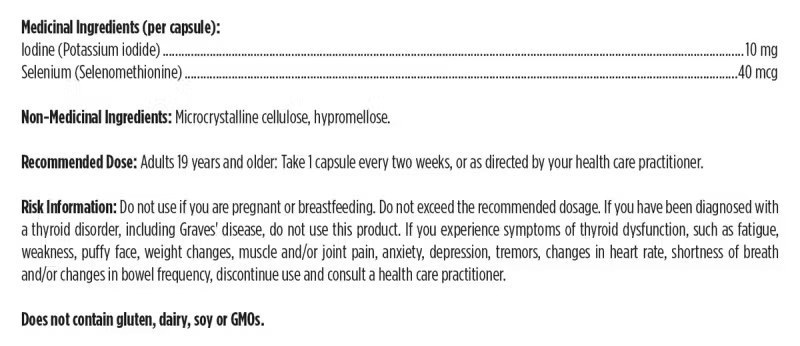 Medicinal Ingredients (per capsule):
Iodine (Potassium iodide)........................................................................................................................................10 mg
Selenium (Selenomethionine)........................................................................................................................................40 mcg
Non-Medicinal Ingredients: Microcrystalline cellulose, hypromellose.
Recommended Dose: Adults 19 years and older: Take 1 capsule every two weeks, or as directed by your health care practitioner.
Risk Information: Do not use if you are pregnant or breastfeeding. Do not exceed the recommended dosage. If you have been diagnosed with
a thyroid disorder, including Graves' disease, do not use this product. If you experience symptoms of thyroid dysfunction, such as fatigue,
weakness, puffy face, weight changes, muscle and/or joint pain, anxiety, depression, tremors, changes in heart rate, shortness of breath
and/or changes in bowel frequency, discontinue use and consult a health care practitioner.
Does not contain gluten, dairy, soy or GMOs.